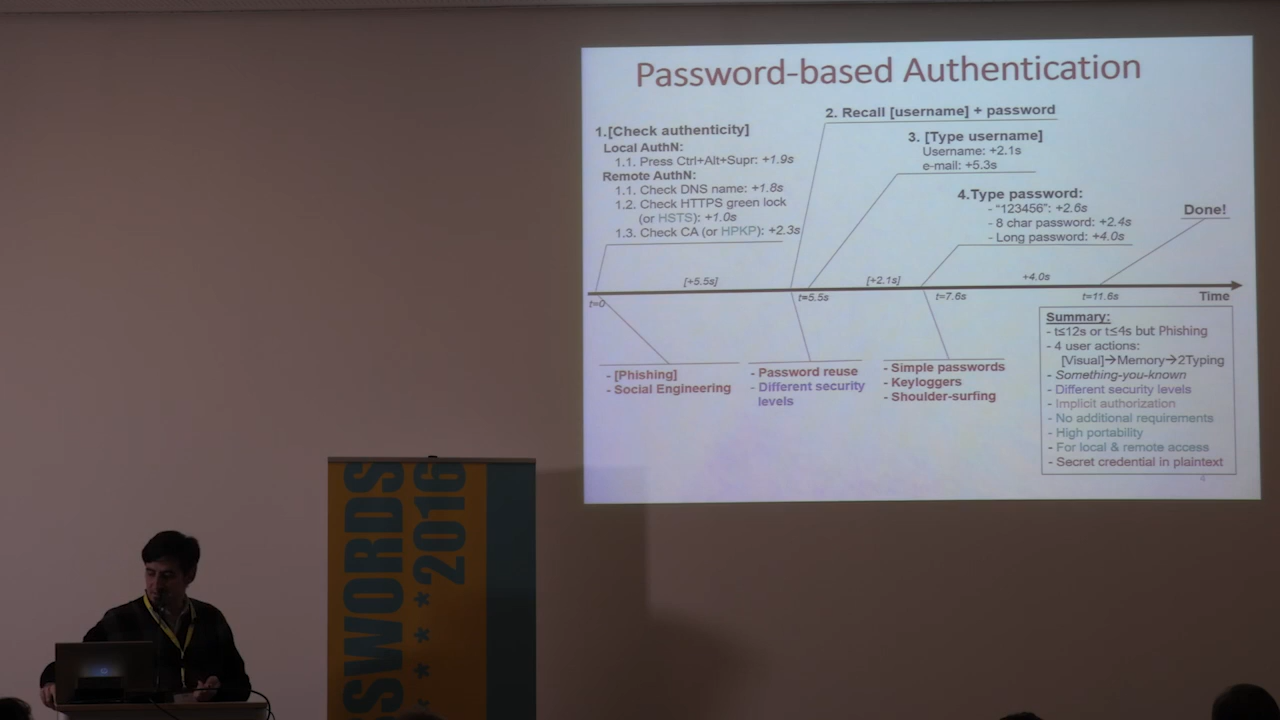 Password-based Authentication
1.[Check authenticity]
Local AuthN:
1.1. Press Ctrl+Alt+Supr: +1.9s
Remote AuthN:
1.1. Check DNS name: +1.8s
1.2. Check HTTPS green lock
(or HSTS): +1.0s
1.3. Check CA (or HPKP): +2.3s
2. Recall [username] + password
3. [Type username]
Username: +2.1s
e-mail: +5.3s
4.Type password:
- "123456": +2.6s
- 8 char password: +2.4s
- Long password: +4.0s
Done!
[+5.5s]
[+2.1s]
+4.0s
t=0
t=5.5s
t=7.6s
t=11.6s
Time
- [Phishing]
- Social Engineering
- Password reuse
- Different security
levels
- Simple passwords
- Keyloggers
- Shoulder-surfing
Summary:
- t≤12s or t≤4s but Phishing
- 4 user actions:
[Visual]→Memory→2Typing
- Something-you-known
- Different security levels
- Implicit authorization
- No additional requirements
- High portability
- For local & remote access
- Secret credential in plaintext
4
SSWORDS
* * * * 2016